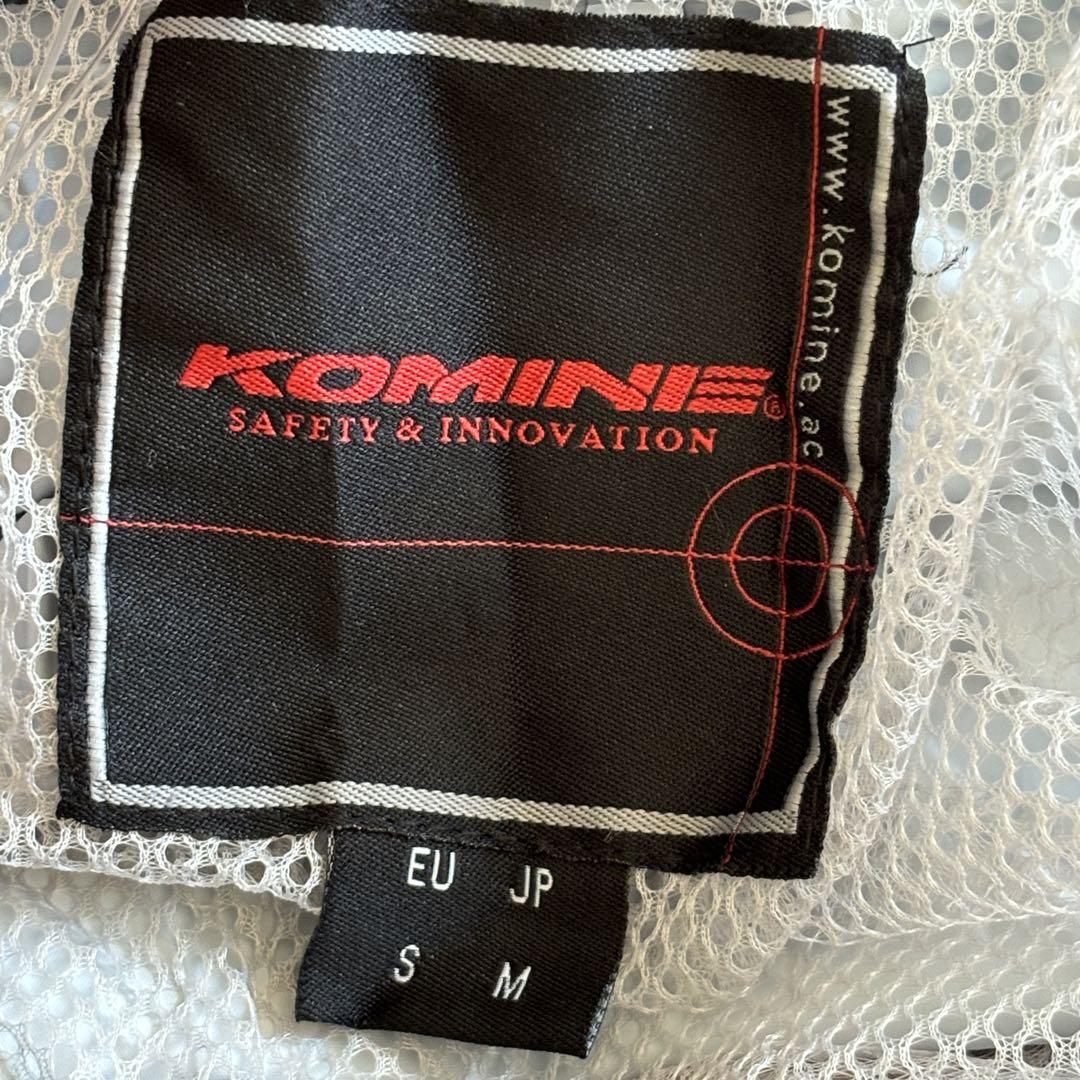 www.komine.ac
KOMINE®
SAFETY & INNOVATION
EU JP
S M